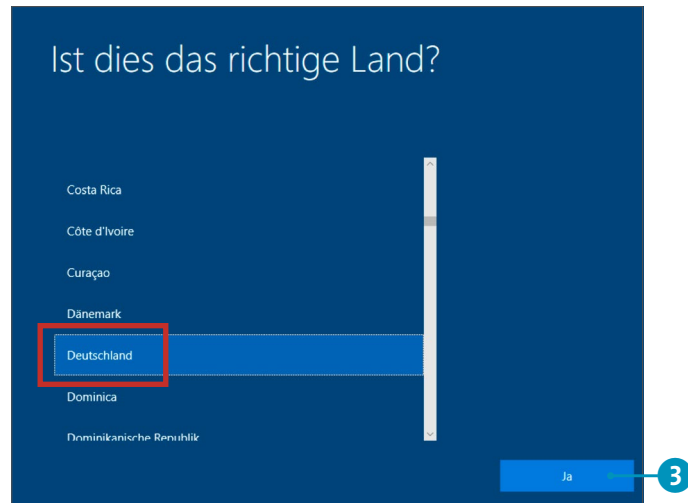 Ist dies das richtige Land?
Costa Rica
Côte d'Ivoire
Curaçao
Dänemark
Deutschland
Dominica
Dominikanische Republik
Ja
3